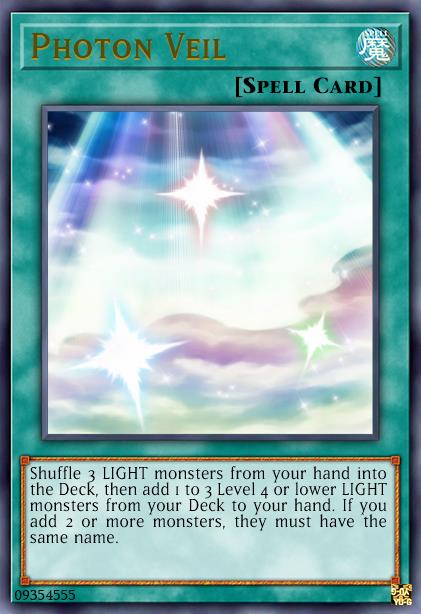 PHOTON VEIL
SPELL
魔
[SPELL CARD]
Shuffle 3 LIGHT monsters from your hand into
the Deck, then add 1 to 3 Level 4 or lower LIGHT
monsters from your Deck to your hand. If you
add 2 or more monsters, they must have the
same name.
09354555